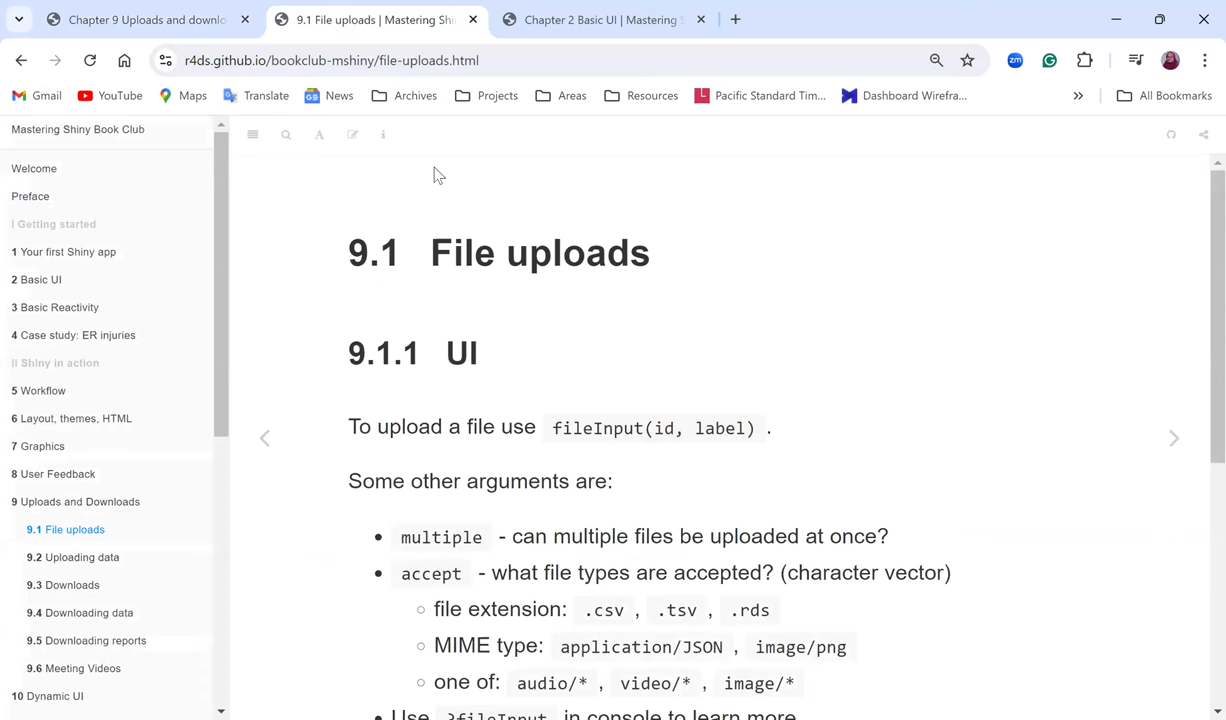 Chapter 9 Uploads and downlo
9.1 File uploads | Mastering Shi
Chapter 2 Basic UI | Mastering S
r4ds.github.io/bookclub-mshiny/file-uploads.html
zm
Gmail
YouTube
Maps
Translate
News
Archives
Projects
Areas
Resources
Pacific Standard Tim...
Dashboard Wirefra...
All Bookmarks
Mastering Shiny Book Club
Welcome
Preface
I Getting started
1 Your first Shiny app
2 Basic UI
3 Basic Reactivity
4 Case study: ER injuries
II Shiny in action
5 Workflow
6 Layout, themes, HTML
7 Graphics
8 User Feedback
9 Uploads and Downloads
9.1 File uploads
9.2 Uploading data
9.3 Downloads
9.4 Downloading data
9.5 Downloading reports
9.6 Meeting Videos
10 Dynamic UI
9.1 File uploads
9.1.1 UI
To upload a file use fileInput(id, label) .
Some other arguments are:
• multiple - can multiple files be uploaded at once?
• accept - what file types are accepted? (character vector)
○ file extension: .csv , .tsv , .rds
○ MIME type: application/JSON , image/png
○ one of: audio/* , video/* , image/*
• Use ?fileInput in console to learn more